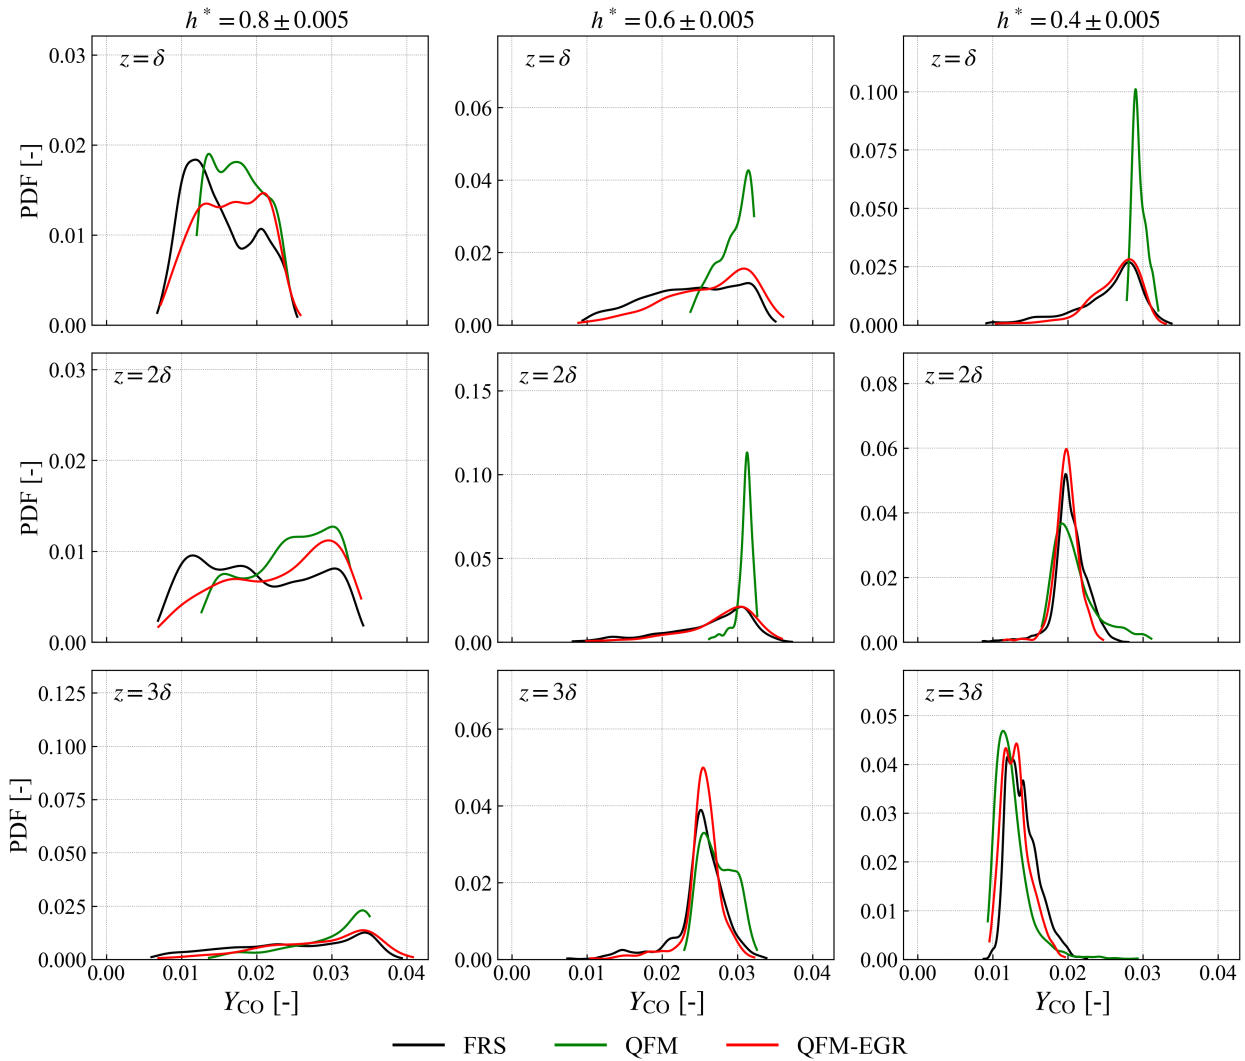 h* = 0.8 ± 0.005
h* = 0.6 ± 0.005
h* = 0.4 ± 0.005
PDF [-]
0.03
0.02
0.01
0.00
z = δ
0.06
0.04
0.02
0.00
z = δ
0.100
0.075
0.050
0.025
0.000
z = δ
PDF [-]
0.03
0.02
0.01
0.00
z = 2δ
0.15
0.10
0.05
0.00
z = 2δ
0.08
0.06
0.04
0.02
0.00
z = 2δ
PDF [-]
0.125
0.100
0.075
0.050
0.025
0.000
z = 3δ
0.06
0.04
0.02
0.00
z = 3δ
0.05
0.04
0.03
0.02
0.01
0.00
z = 3δ
0.00 0.01 0.02 0.03 0.04
0.00 0.01 0.02 0.03 0.04
0.00 0.01 0.02 0.03 0.04
Y_CO [-]
Y_CO [-]
Y_CO [-]
FRS QFM QFM-EGR